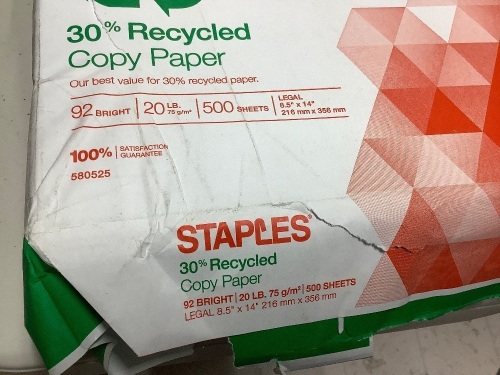 30% Recycled
Copy Paper
Our best value for 30% recycled paper.
92 BRIGHT | 20 LB. 75 g/m² | 500 SHEETS | LEGAL 8.5" x 14" 216 mm x 356 mm
100% | SATISFACTION GUARANTEE
580525
STAPLES®
30% Recycled
Copy Paper
92 BRIGHT | 20 LB. 75 g/m² | 500 SHEETS
LEGAL 8.5" x 14" 216 mm x 356 mm